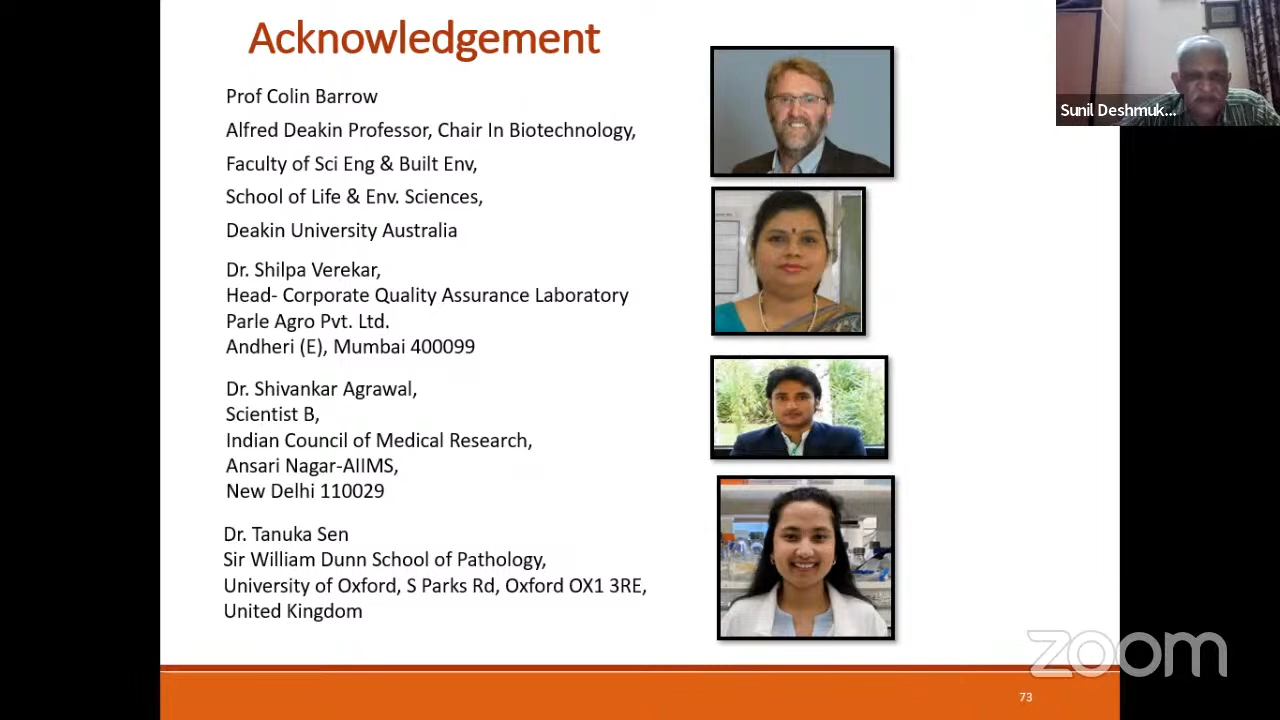 Acknowledgement
Prof Colin Barrow
Alfred Deakin Professor, Chair In Biotechnology,
Faculty of Sci Eng & Built Env,
School of Life & Env. Sciences,
Deakin University Australia
Dr. Shilpa Verekar,
Head- Corporate Quality Assurance Laboratory
Parle Agro Pvt. Ltd.
Andheri (E), Mumbai 400099
Dr. Shivankar Agrawal,
Scientist B,
Indian Council of Medical Research,
Ansari Nagar-AIIMS,
New Delhi 110029
Dr. Tanuka Sen
Sir William Dunn School of Pathology,
University of Oxford, S Parks Rd, Oxford OX1 3RE,
United Kingdom
Sunil Deshmuk...
zoom
73